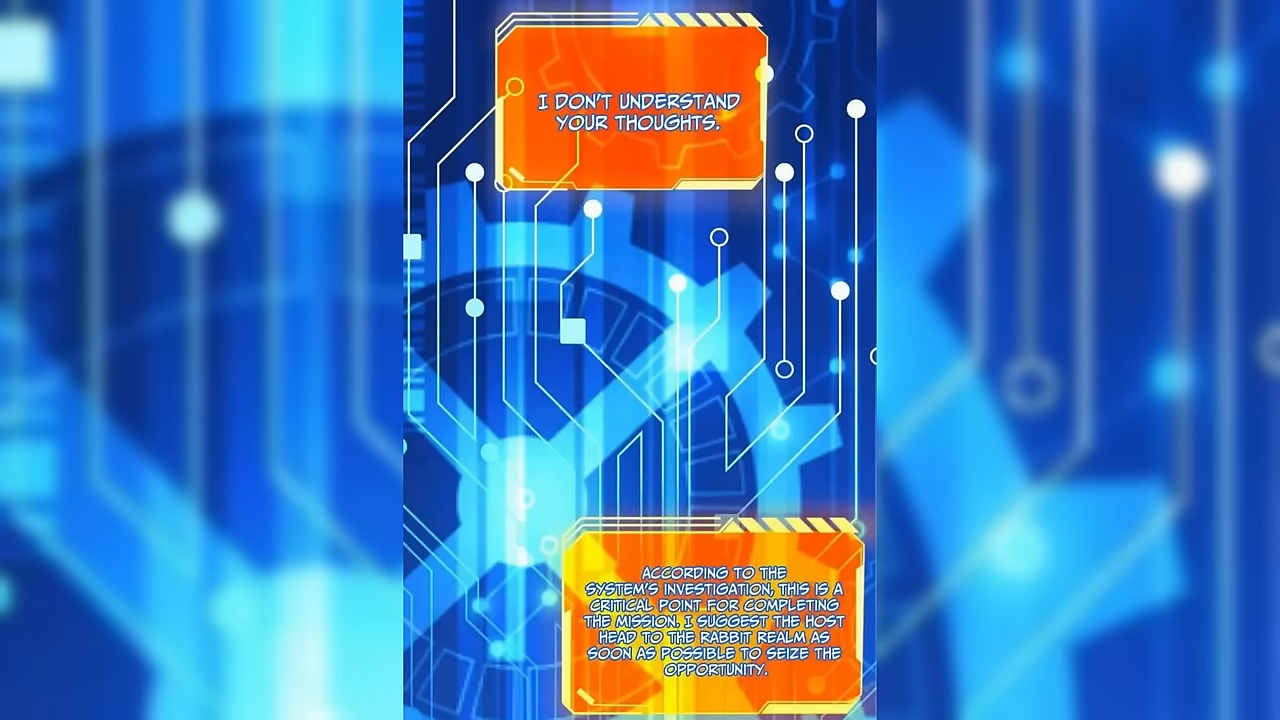 I DON'T UNDERSTAND
YOUR THOUGHTS.
ACCORDING TO THE
SYSTEM'S INVESTIGATION, THIS IS A
CRITICAL POINT FOR COMPLETING
THE MISSION. I SUGGEST THE HOST
HEAD TO THE RABBIT REALM AS
SOON AS POSSIBLE TO SEIZE THE
OPPORTUNITY.